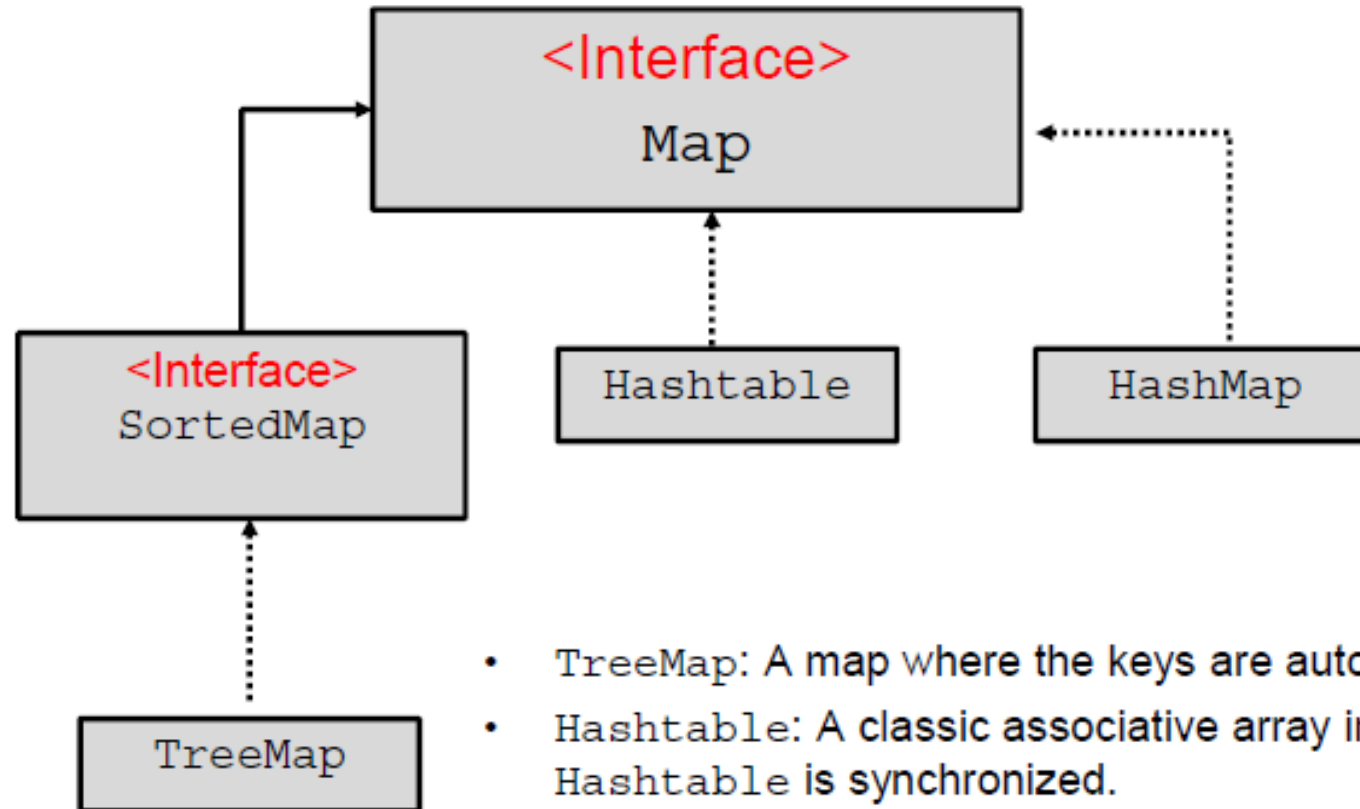 <Interface>
Map
<Interface>
SortedMap
Hashtable
HashMap
TreeMap
• TreeMap: A map where the keys are
• Hashtable: A classic associative array
Hashtable is synchronized.